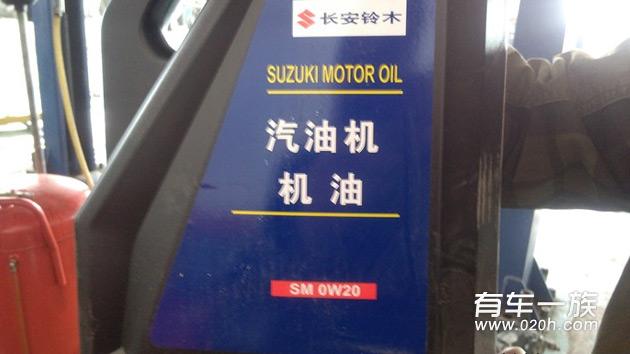 长安铃木
SUZUKI MOTOR OIL
汽油机
机油
SM 0W20
有车一族
www.020h.com